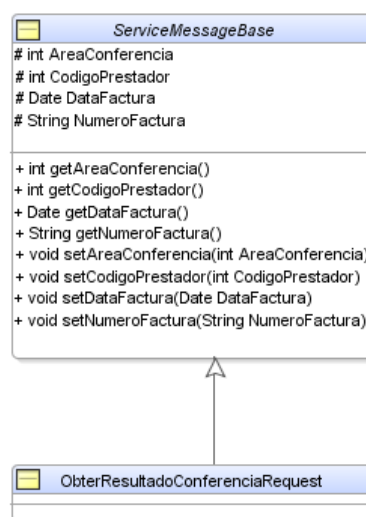 ServiceMessageBase
# int AreaConferencia
# int CodigoPrestador
# Date DataFactura
# String NumeroFactura
+ int getAreaConferencia()
+ int getCodigoPrestador()
+ Date getDataFactura()
+ String getNumeroFactura()
+ void setAreaConferencia(int AreaConferencia)
+ void setCodigoPrestador(int CodigoPrestador)
+ void setDataFactura(Date DataFactura)
+ void setNumeroFactura(String NumeroFactura)
ObterResultadoConferenciaRequest